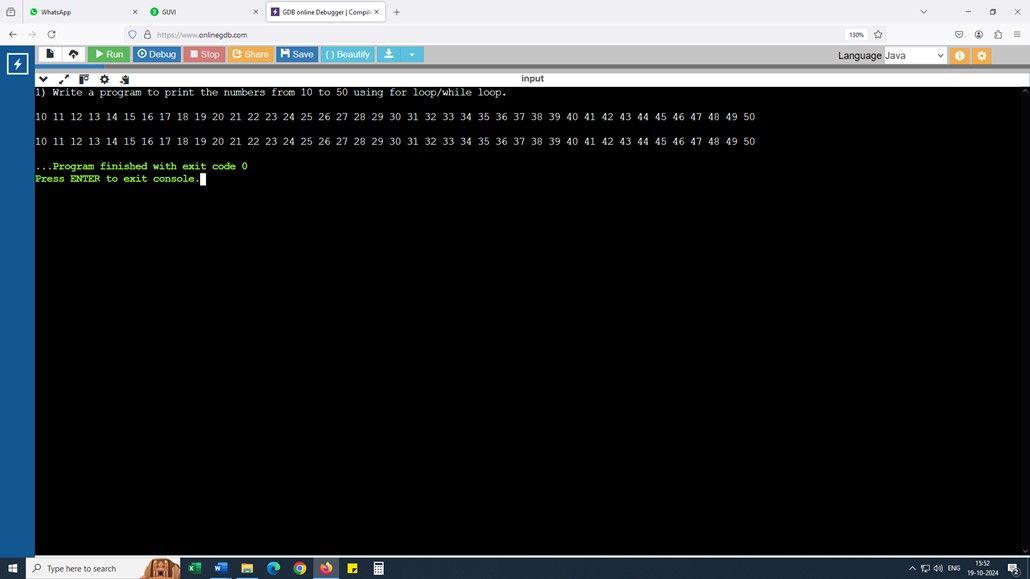 WhatsApp
GUVI
GDB online Debugger | Compile
https://www.onlinegdb.com
130%
Run
Debug
Stop
Share
Save
{ } Beautify
Language
Java
input
1) Write a program to print the numbers from 10 to 50 using for loop/while loop.
10 11 12 13 14 15 16 17 18 19 20 21 22 23 24 25 26 27 28 29 30 31 32 33 34 35 36 37 38 39 40 41 42 43 44 45 46 47 48 49 50
10 11 12 13 14 15 16 17 18 19 20 21 22 23 24 25 26 27 28 29 30 31 32 33 34 35 36 37 38 39 40 41 42 43 44 45 46 47 48 49 50
...Program finished with exit code 0
Press ENTER to exit console.
Type here to search
ENG
15:52
19-10-2024
2